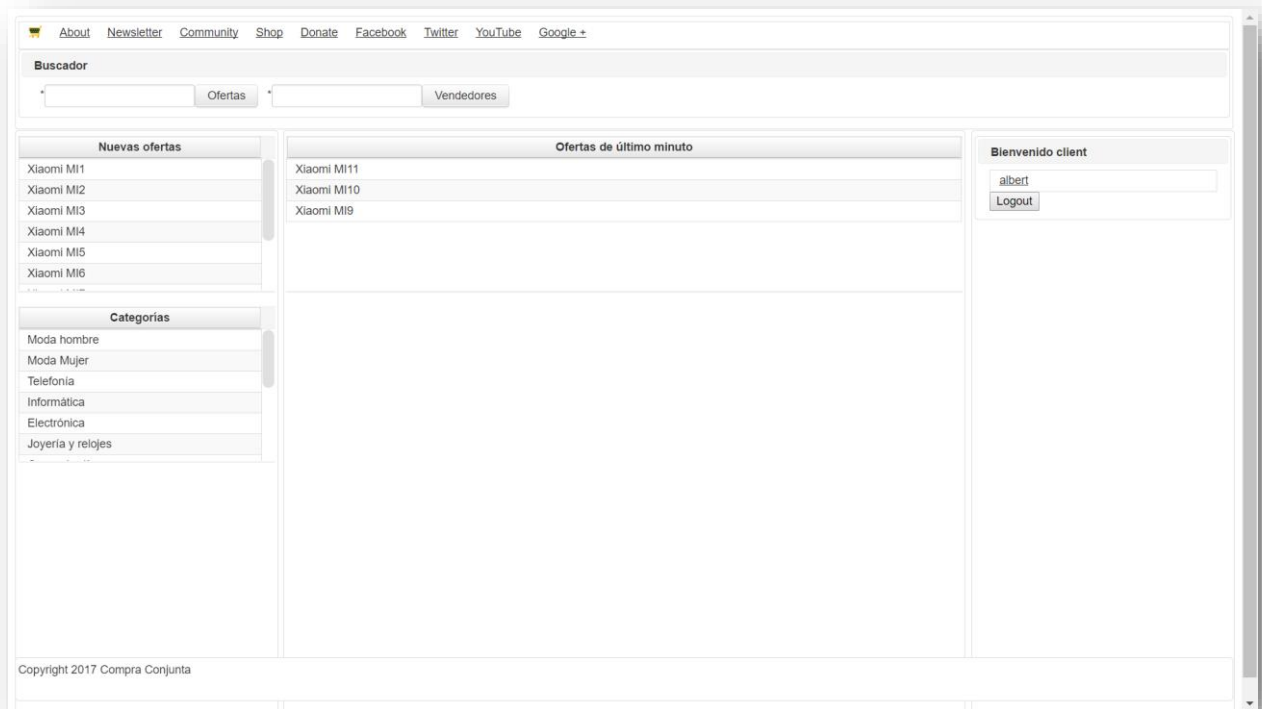 About Newsletter Community Shop Donate Facebook Twitter YouTube Google +
Buscador
* Ofertas * Vendedores
Nuevas ofertas
Xiaomi MI1
Xiaomi MI2
Xiaomi MI3
Xiaomi MI4
Xiaomi MI5
Xiaomi MI6
Categorías
Moda hombre
Moda Mujer
Telefonía
Informática
Electrónica
Joyería y relojes
Ofertas de último minuto
Xiaomi MI11
Xiaomi MI10
Xiaomi MI9
Bienvenido client
albert
Logout
Copyright 2017 Compra Conjunta